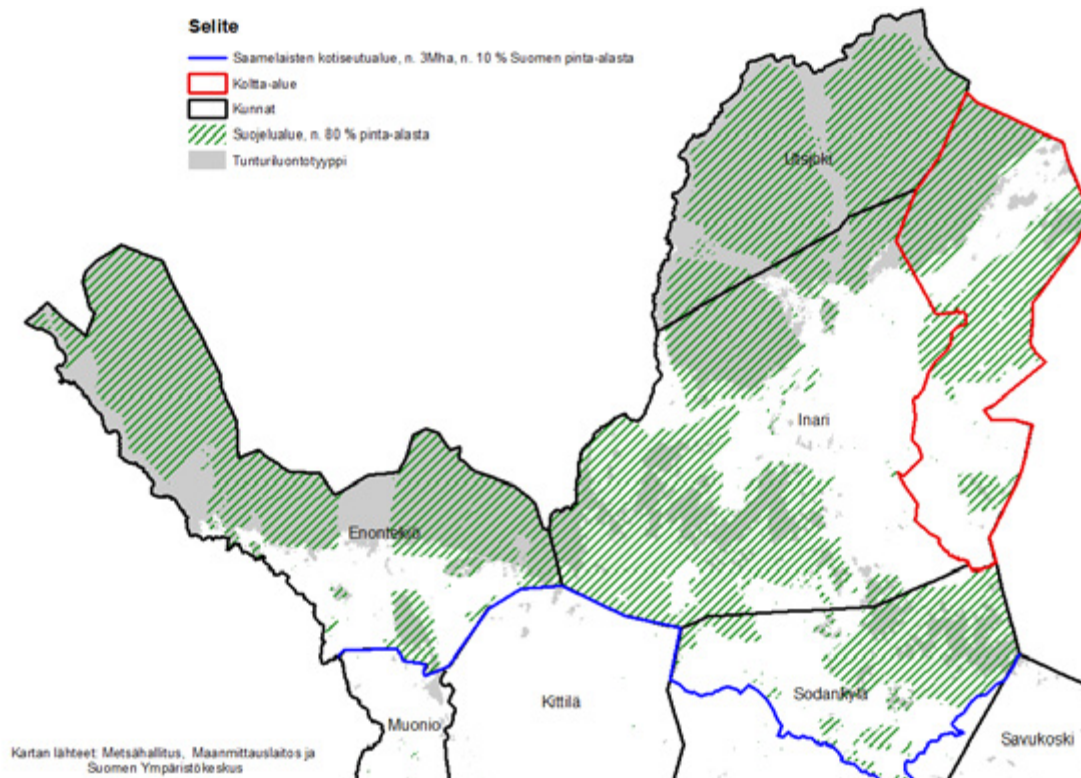 Selite
Saamelaisten kotiseutualue, n. 3Mha, n. 10 % Suomen pinta-alasta
Koltta-alue
Kunnat
Suojelualue, n. 80 % pinta-alasta
Tunturiluontotyyppi
Utsjoki
Inari
Enontekiö
Kittilä
Sodankylä
Muonio
Savukoski
Kartan lähteet: Metsähallitus, Maanmittauslaitos ja
Suomen Ympäristökeskus